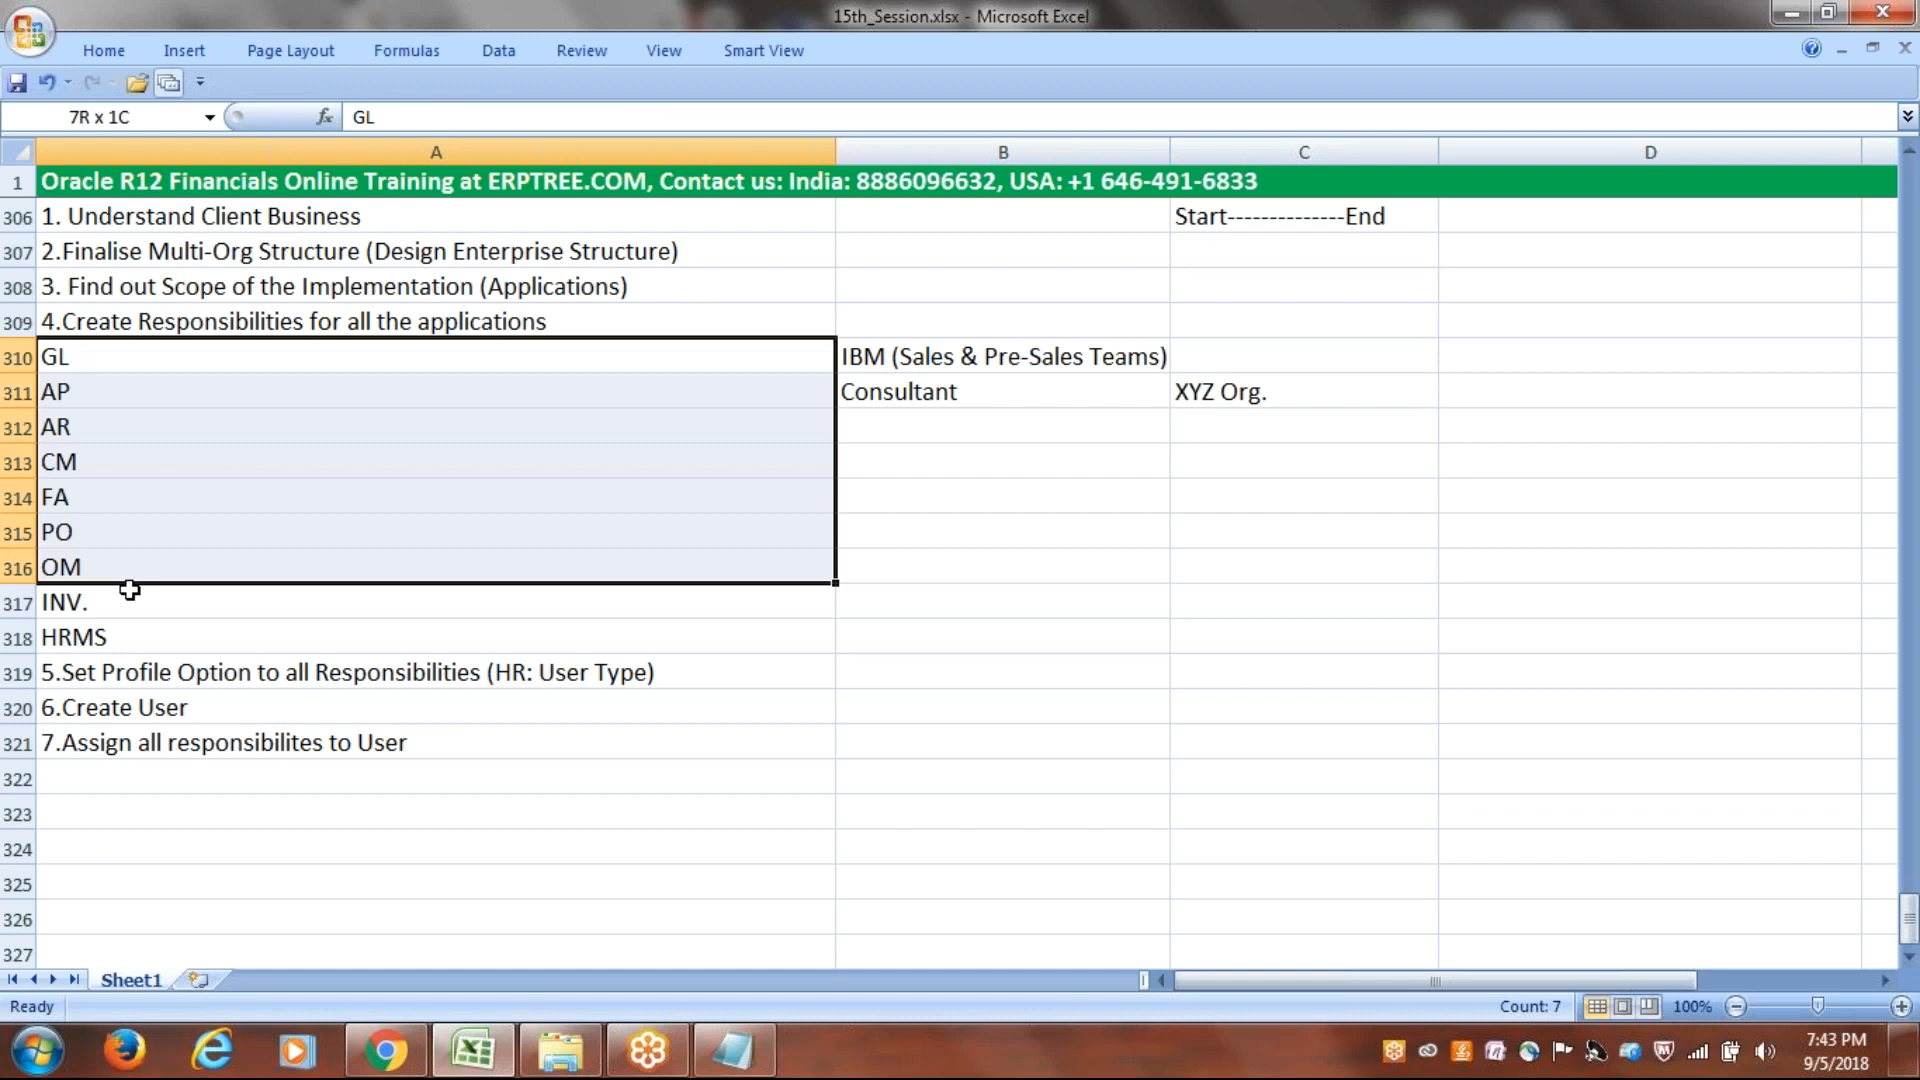 15th_Session.xlsx - Microsoft Excel
Home Insert Page Layout Formulas Data Review View Smart View
7R x 1C fx GL
A B C D
1 Oracle R12 Financials Online Training at ERPTREE.COM, Contact us: India: 8886096632, USA: +1 646-491-6833
306 1. Understand Client Business Start--------------End
307 2.Finalise Multi-Org Structure (Design Enterprise Structure)
308 3. Find out Scope of the Implementation (Applications)
309 4.Create Responsibilities for all the applications
310 GL IBM (Sales & Pre-Sales Teams)
311 AP Consultant XYZ Org.
312 AR
313 CM
314 FA
315 PO
316 OM
317 INV.
318 HRMS
319 5.Set Profile Option to all Responsibilities (HR: User Type)
320 6.Create User
321 7.Assign all responsibilites to User
322
323
324
325
326
327
Sheet1
Ready Count: 7 100%
7:43 PM
9/5/2018